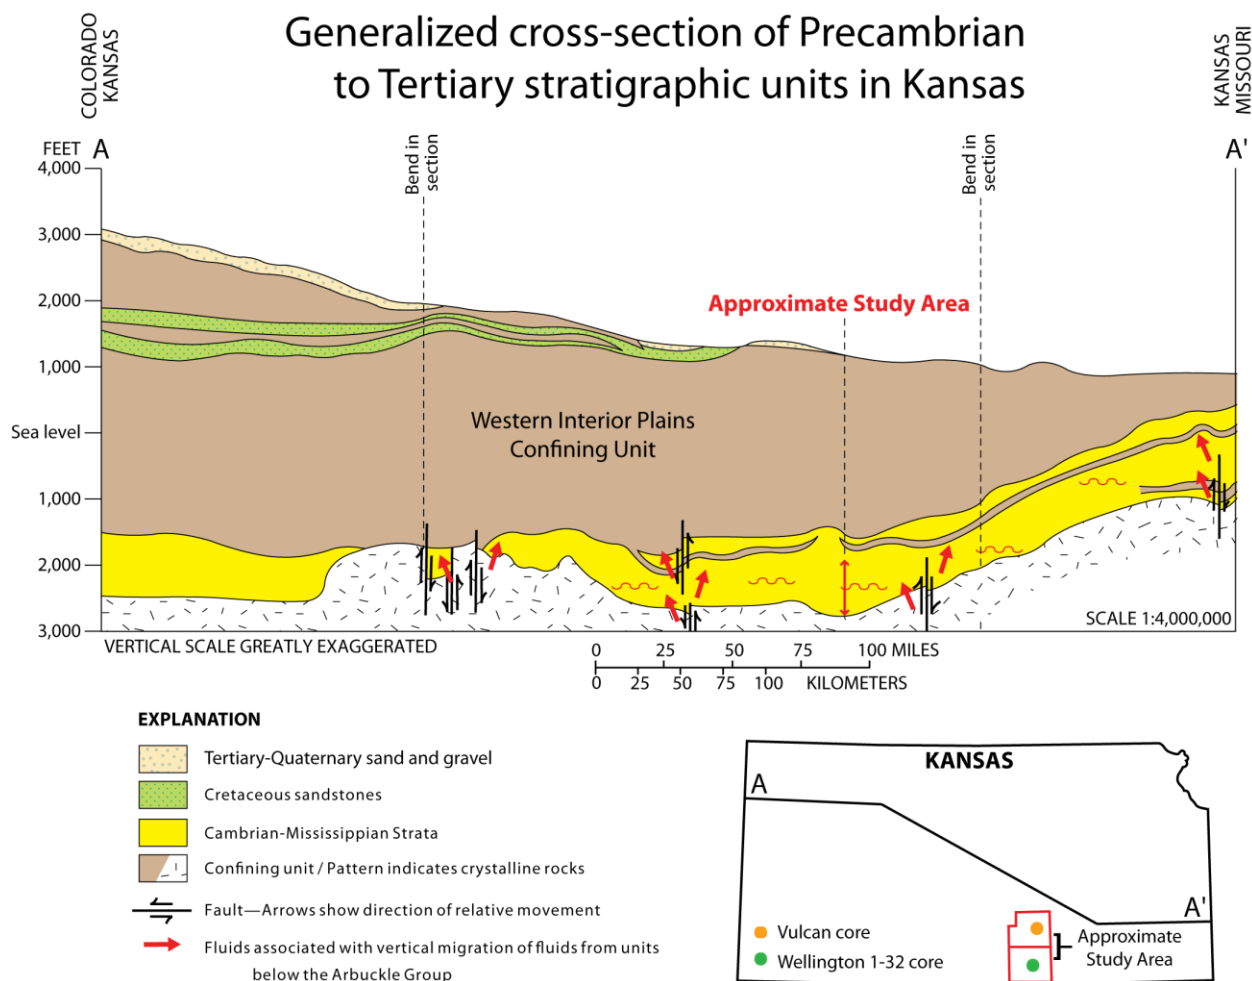 Generalized cross-section of Precambrian
to Tertiary stratigraphic units in Kansas
COLORADO
KANSAS
KANSAS
MISSOURI
FEET
A
A'
4,000
3,000
2,000
1,000
Sea level
1,000
2,000
3,000
Bend in
section
Bend in
section
Approximate Study Area
Western Interior Plains
Confining Unit
SCALE 1:4,000,000
VERTICAL SCALE GREATLY EXAGGERATED
0 25 50 75 100 MILES
0 25 50 75 100 KILOMETERS
EXPLANATION
Tertiary-Quaternary sand and gravel
Cretaceous sandstones
Cambrian-Mississippian Strata
Confining unit / Pattern indicates crystalline rocks
Fault—Arrows show direction of relative movement
Fluids associated with vertical migration of fluids from units
below the Arbuckle Group
KANSAS
A
A'
Vulcan core
Wellington 1-32 core
Approximate
Study Area